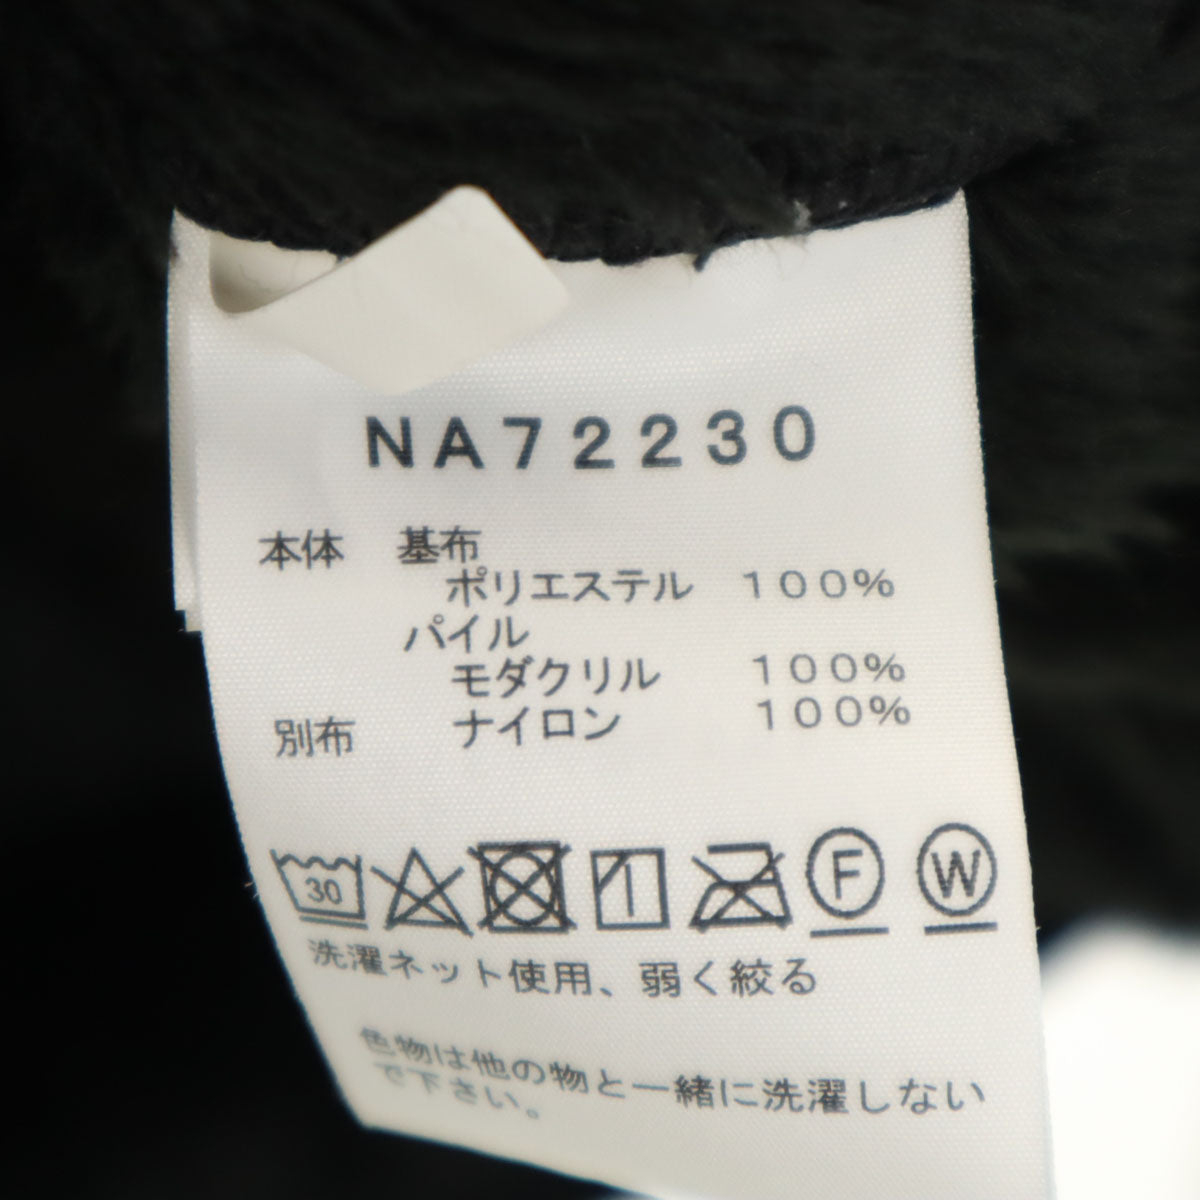 NA72230
本体 基布
ポリエステル 100%
パイル
モダクリル 100%
別布 ナイロン 100%
30 F W
洗濯ネット使用、弱く絞る
色物は他の物と一緒に洗濯しない
で下さい。